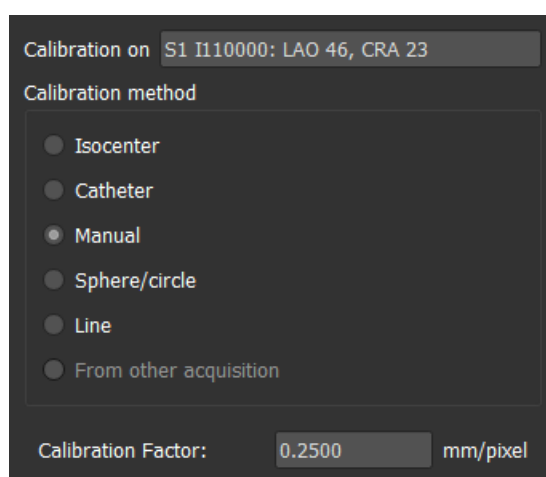 Calibration on S1 I110000: LAO 46, CRA 23
Calibration method
Isocenter
Catheter
Manual
Sphere/circle
Line
From other acquisition
Calibration Factor: 0.2500 mm/pixel